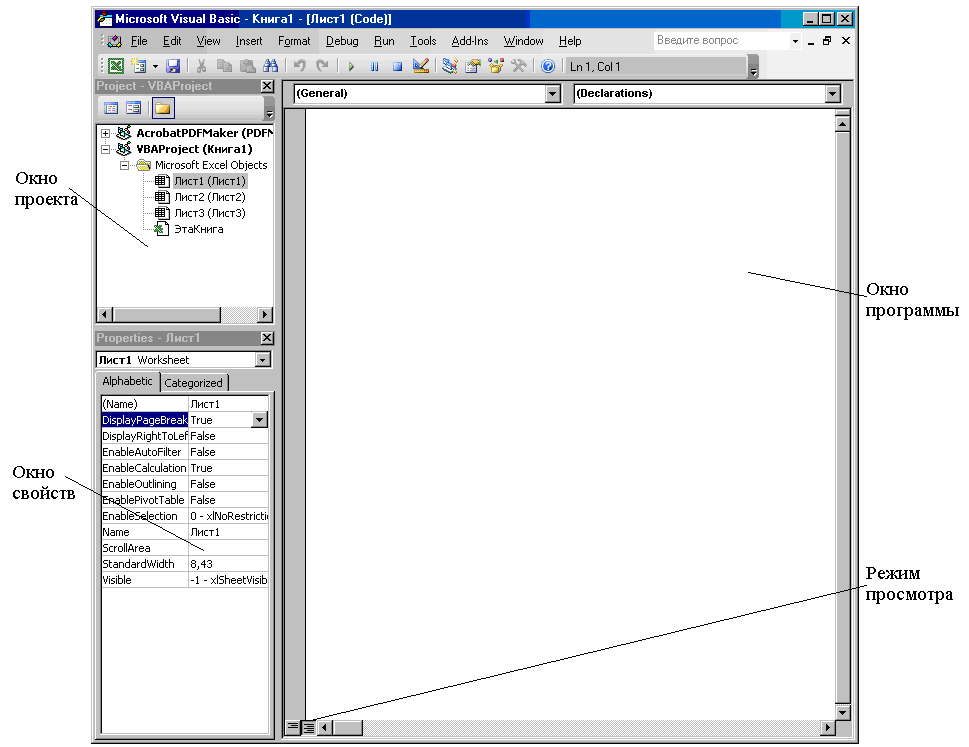 Microsoft Visual Basic - Книга1 - [Лист1 (Code)]
File Edit View Insert Format Debug Run Tools Add-Ins Window Help Введите вопрос
Ln 1, Col 1
Project - VBAProject
(General) (Declarations)
AcrobatPDFMaker (PDFM
VBAProject (Книга1)
Microsoft Excel Objects
Лист1 (Лист1)
Лист2 (Лист2)
Лист3 (Лист3)
ЭтаКнига
Окно
проекта
Окно
программы
Properties - Лист1
Лист1 Worksheet
Alphabetic Categorized
(Name) Лист1
DisplayPageBreak True
DisplayRightToLef False
EnableAutoFilter False
EnableCalculation True
EnableOutlining False
EnablePivotTable False
EnableSelection 0 - xlNoRestrictio
Name Лист1
ScrollArea
StandardWidth 8,43
Visible -1 - xlSheetVisib
Окно
свойств
Режим
просмотра